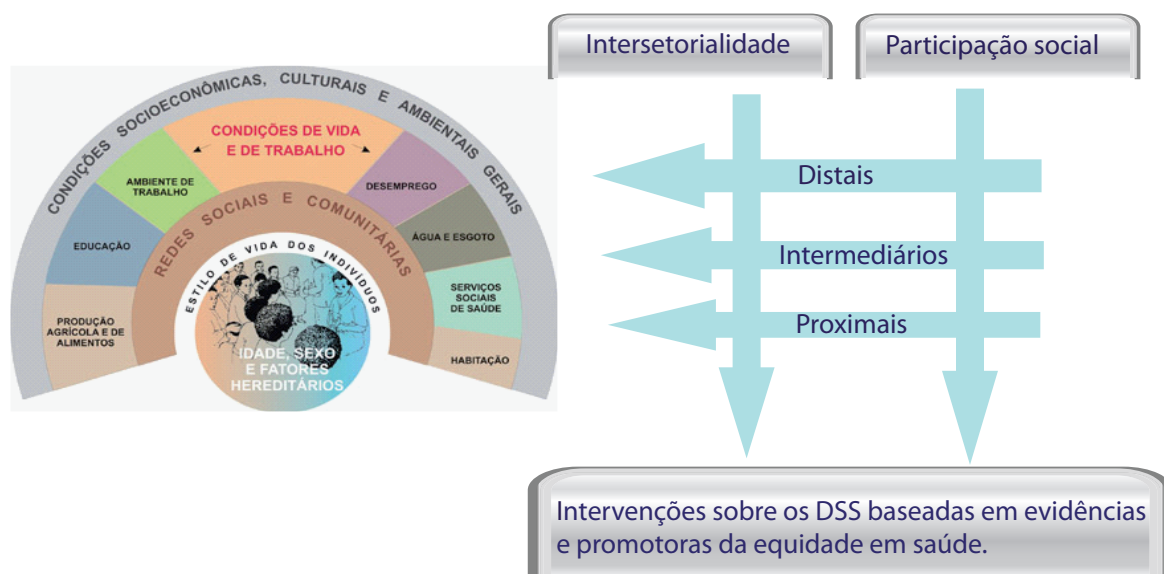 Intersetorialidade
Participação social
CONDIÇÕES SOCIOECONÔMICAS, CULTURAIS E AMBIENTAIS GERAIS
CONDIÇÕES DE VIDA
E DE TRABALHO
AMBIENTE DE
TRABALHO
DESEMPREGO
REDES SOCIAIS E COMUNITÁRIAS
EDUCAÇÃO
ÁGUA E ESGOTO
ESTILO DE VIDA DOS INDIVÍDUOS
SERVIÇOS
SOCIAIS
DE SAÚDE
PRODUÇÃO
AGRÍCOLA E DE
ALIMENTOS
HABITAÇÃO
IDADE, SEXO
E FATORES
HEREDITÁRIOS
Distais
Intermediários
Proximais
Intervenções sobre os DSS baseadas em evidências
e promotoras da equidade em saúde.